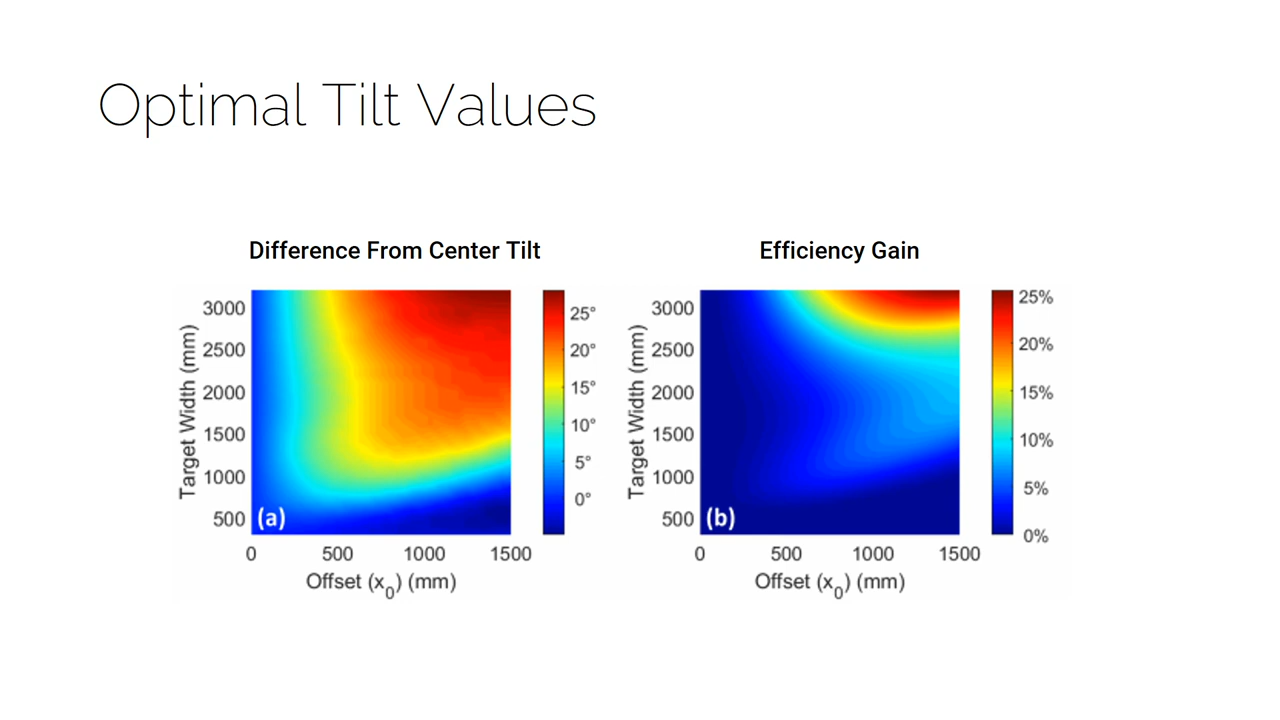 Optimal Tilt Values
Difference From Center Tilt
Efficiency Gain
Target Width (mm)
3000
2500
2000
1500
1000
500
(a)
0 500 1000 1500
Offset (x0) (mm)
25°
20°
15°
10°
5°
0°
Target Width (mm)
3000
2500
2000
1500
1000
500
(b)
0 500 1000 1500
Offset (x0) (mm)
25%
20%
15%
10%
5%
0%